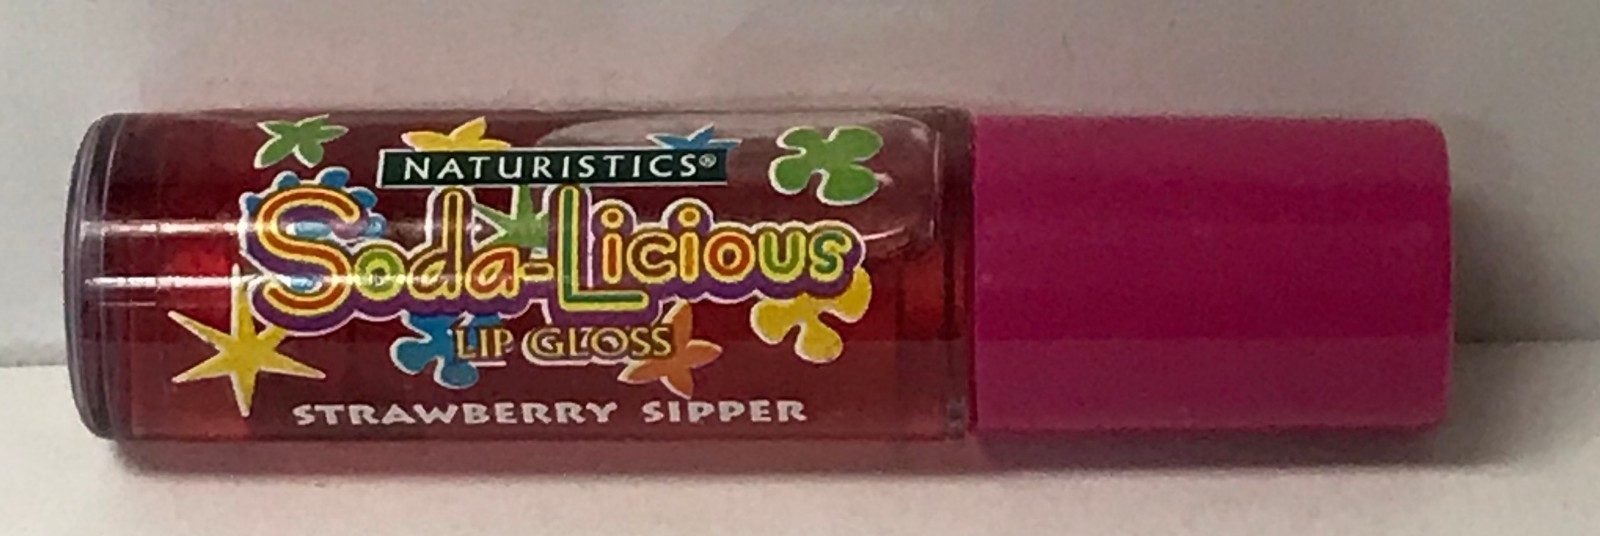 NATURISTICS®
Soda-Licious
LIP GLOSS
STRAWBERRY SIPPER